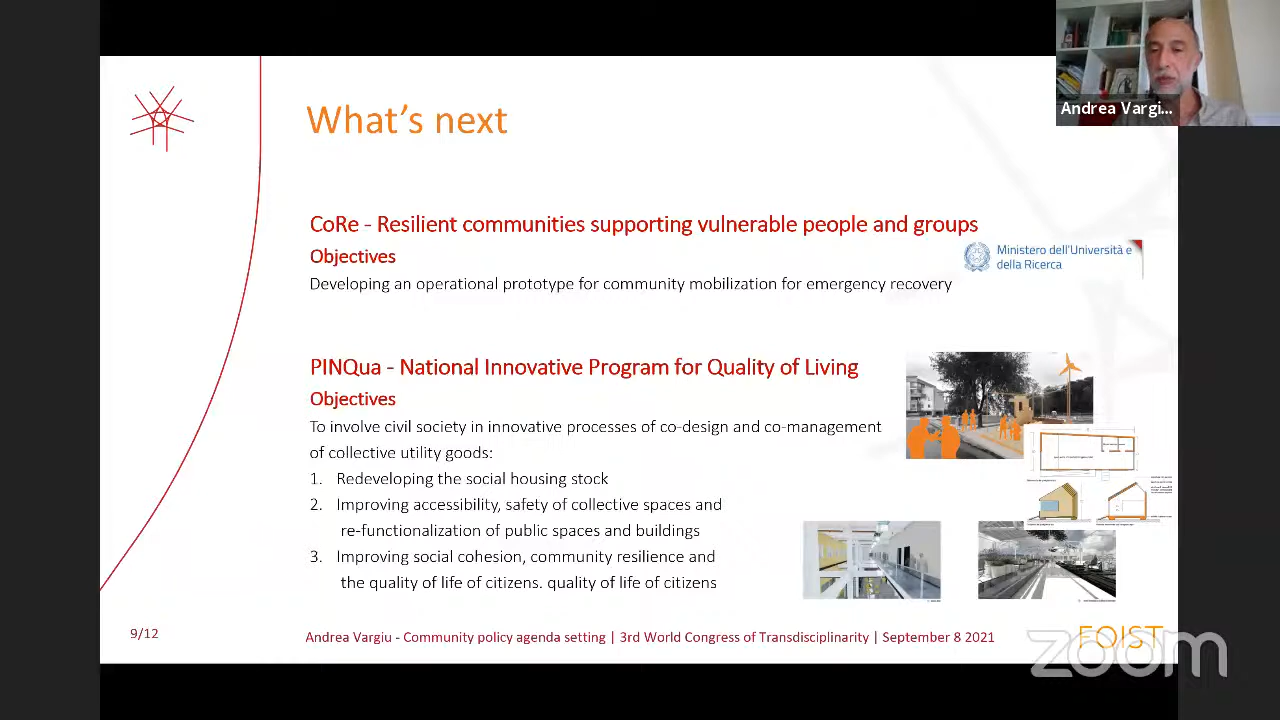 Andrea Vargi...
What's next
CoRe - Resilient communities supporting vulnerable people and groups
Objectives
Ministero dell'Università e
della Ricerca
Developing an operational prototype for community mobilization for emergency recovery
PINQua - National Innovative Program for Quality of Living
Objectives
To involve civil society in innovative processes of co-design and co-management
of collective utility goods:
1. Redeveloping the social housing stock
2. Improving accessibility, safety of collective spaces and
refunctionalization of public spaces and buildings
3. Improving social cohesion, community resilience and
the quality of life of citizens. quality of life of citizens
9/12
Andrea Vargiu - Community policy agenda setting | 3rd World Congress of Transdisciplinarity | September 8 2021
FOIST
zoom